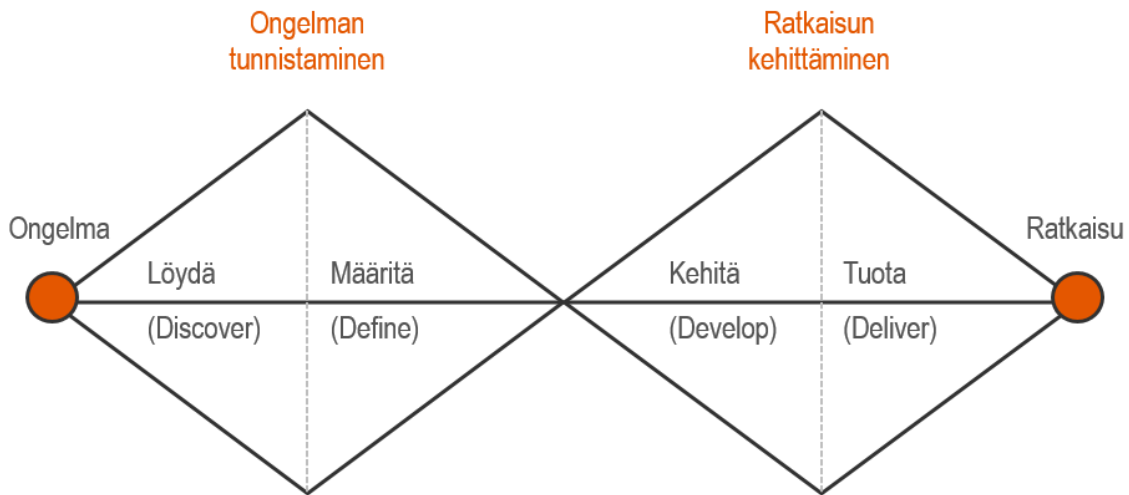 Ongelman
tunnistaminen
Ratkaisun
kehittäminen
Ongelma
Ratkaisu
Löydä
Määritä
Kehitä
Tuota
(Discover)
(Define)
(Develop)
(Deliver)